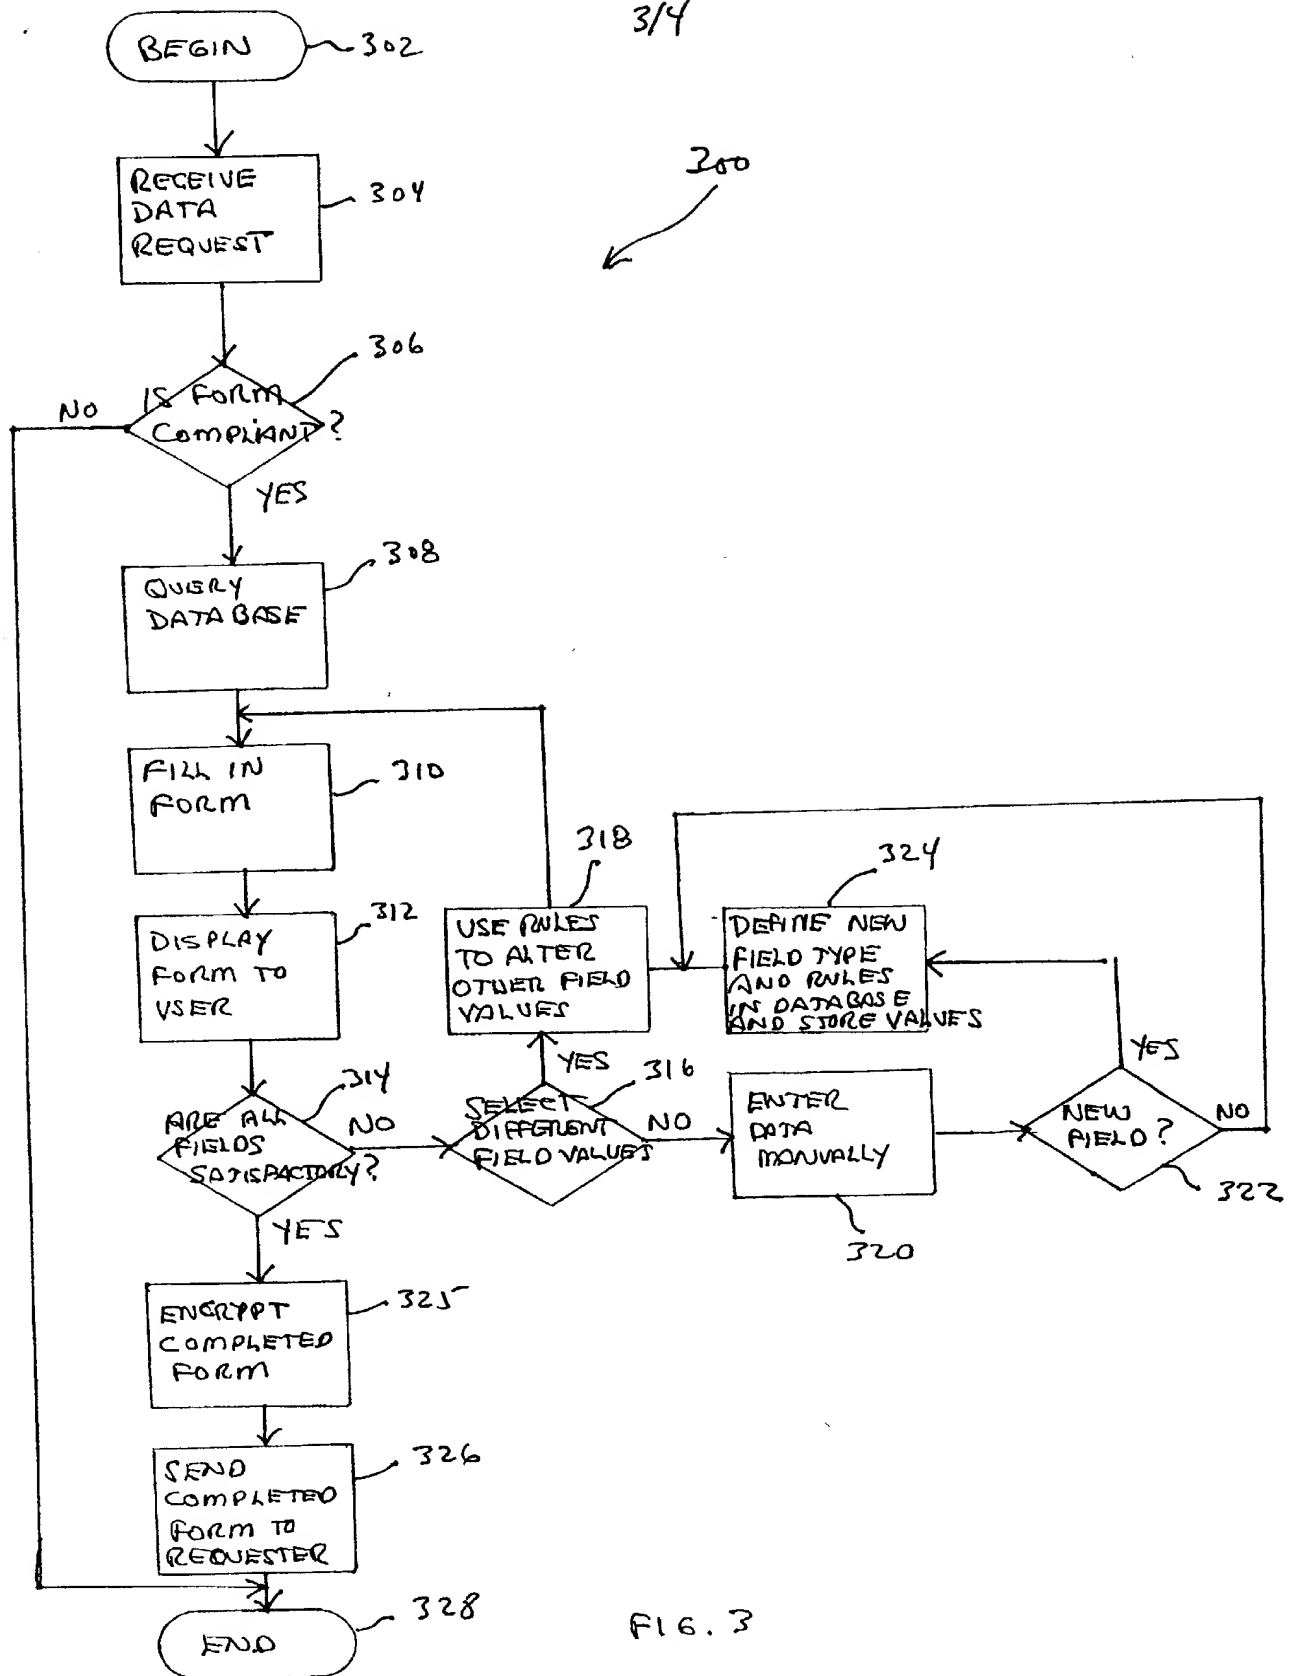 3/4
BEGIN
302
300
RECEIVE
DATA
REQUEST
304
306
IS FORM
COMPLIANT?
NO
YES
308
QUERY
DATABASE
FILL IN
FORM
310
DISPLAY
FORM TO
USER
312
318
USE RULES
TO ALTER
OTHER FIELD
VALUES
324
DEFINE NEW
FIELD TYPE
AND RULES
IN DATABASE
AND STORE VALUES
314
ARE ALL
FIELDS
SATISFACTORY?
NO
YES
YES
316
SELECT
DIFFERENT
FIELD VALUES
NO
ENTER
DATA
MANUALLY
320
YES
NEW
FIELD?
NO
322
ENCRYPT
COMPLETED
FORM
325
SEND
COMPLETED
FORM TO
REQUESTER
326
END
328
FIG. 3